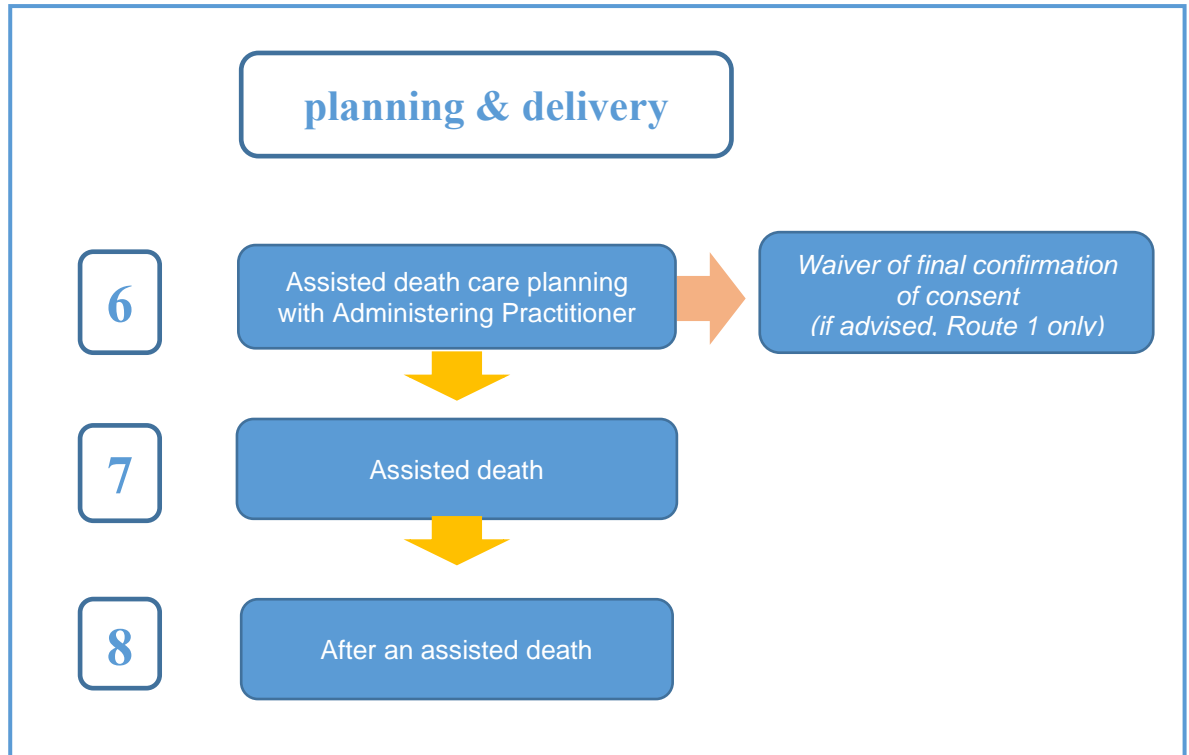 planning & delivery
6
Assisted death care planning
with Administering Practitioner
Waiver of final confirmation
of consent
(if advised, Route 1 only)
7
Assisted death
8
After an assisted death